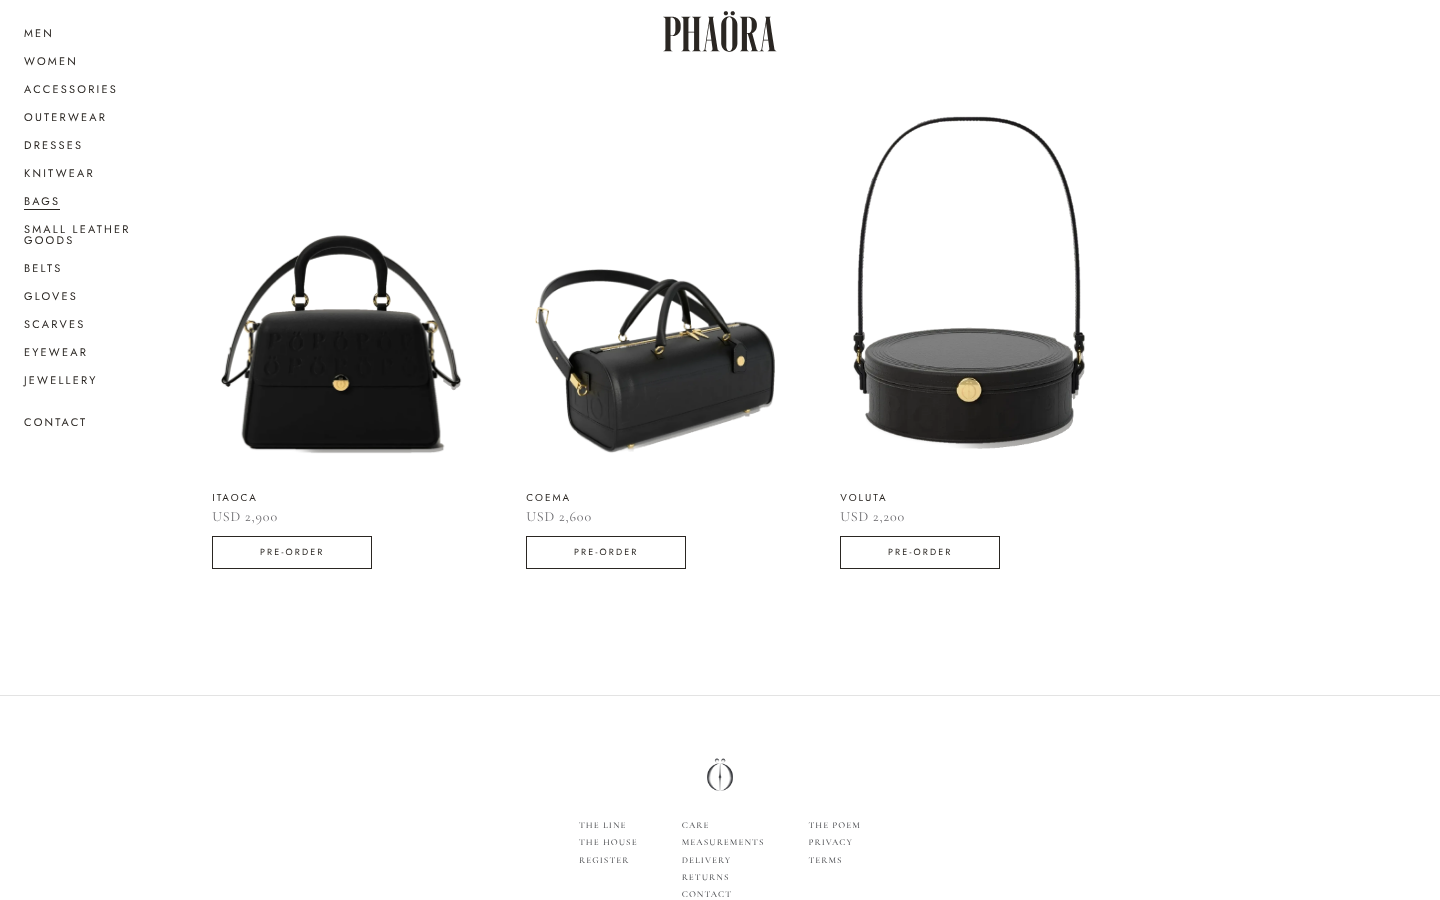 PHAÖRA
MEN
WOMEN
ACCESSORIES
OUTERWEAR
DRESSES
KNITWEAR
BAGS
SMALL LEATHER
GOODS
BELTS
GLOVES
SCARVES
EYEWEAR
JEWELLERY
CONTACT
ITAOCA
USD 2,900
PRE-ORDER
COEMA
USD 2,600
PRE-ORDER
VOLUTA
USD 2,200
PRE-ORDER
THE LINE
THE HOUSE
REGISTER
CARE
MEASUREMENTS
DELIVERY
RETURNS
CONTACT
THE POEM
PRIVACY
TERMS